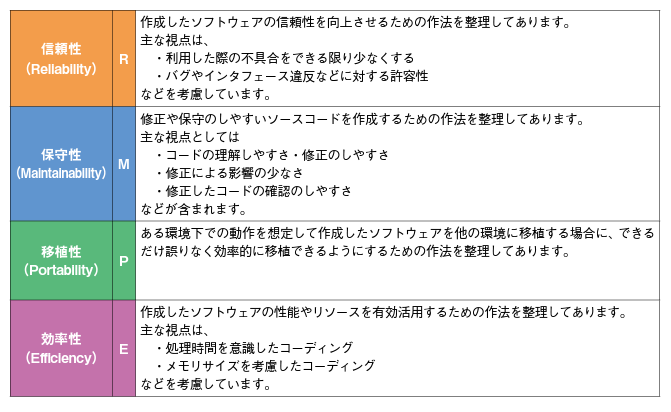 信頼性
（Reliability）
R
作成したソフトウェアの信頼性を向上させるための作法を整理してあります。
主な視点は、
・利用した際の不具合をできる限り少なくする
・バグやインタフェース違反などに対する許容性
などを考慮しています。
保守性
（Maintainability）
M
修正や保守のしやすいソースコードを作成するための作法を整理してあります。
主な視点としては
・コードの理解しやすさ・修正のしやすさ
・修正による影響の少なさ
・修正したコードの確認のしやすさ
などが含まれます。
移植性
（Portability）
P
ある環境下での動作を想定して作成したソフトウェアを他の環境に移植する場合に、できる
だけ誤りなく効率的に移植できるようにするための作法を整理してあります。
効率性
（Efficiency）
E
作成したソフトウェアの性能やリソースを有効活用するための作法を整理してあります。
主な視点は、
・処理時間を意識したコーディング
・メモリサイズを考慮したコーディング
などを考慮しています。